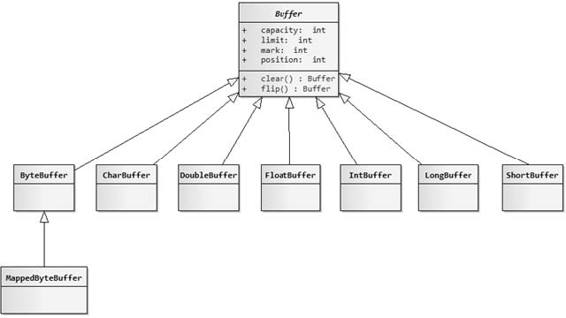 Buffer
+ capacity: int
+ limit: int
+ mark: int
+ position: int
+ clear() : Buffer
+ flip() : Buffer
ByteBuffer
CharBuffer
DoubleBuffer
FloatBuffer
IntBuffer
LongBuffer
ShortBuffer
MappedByteBuffer